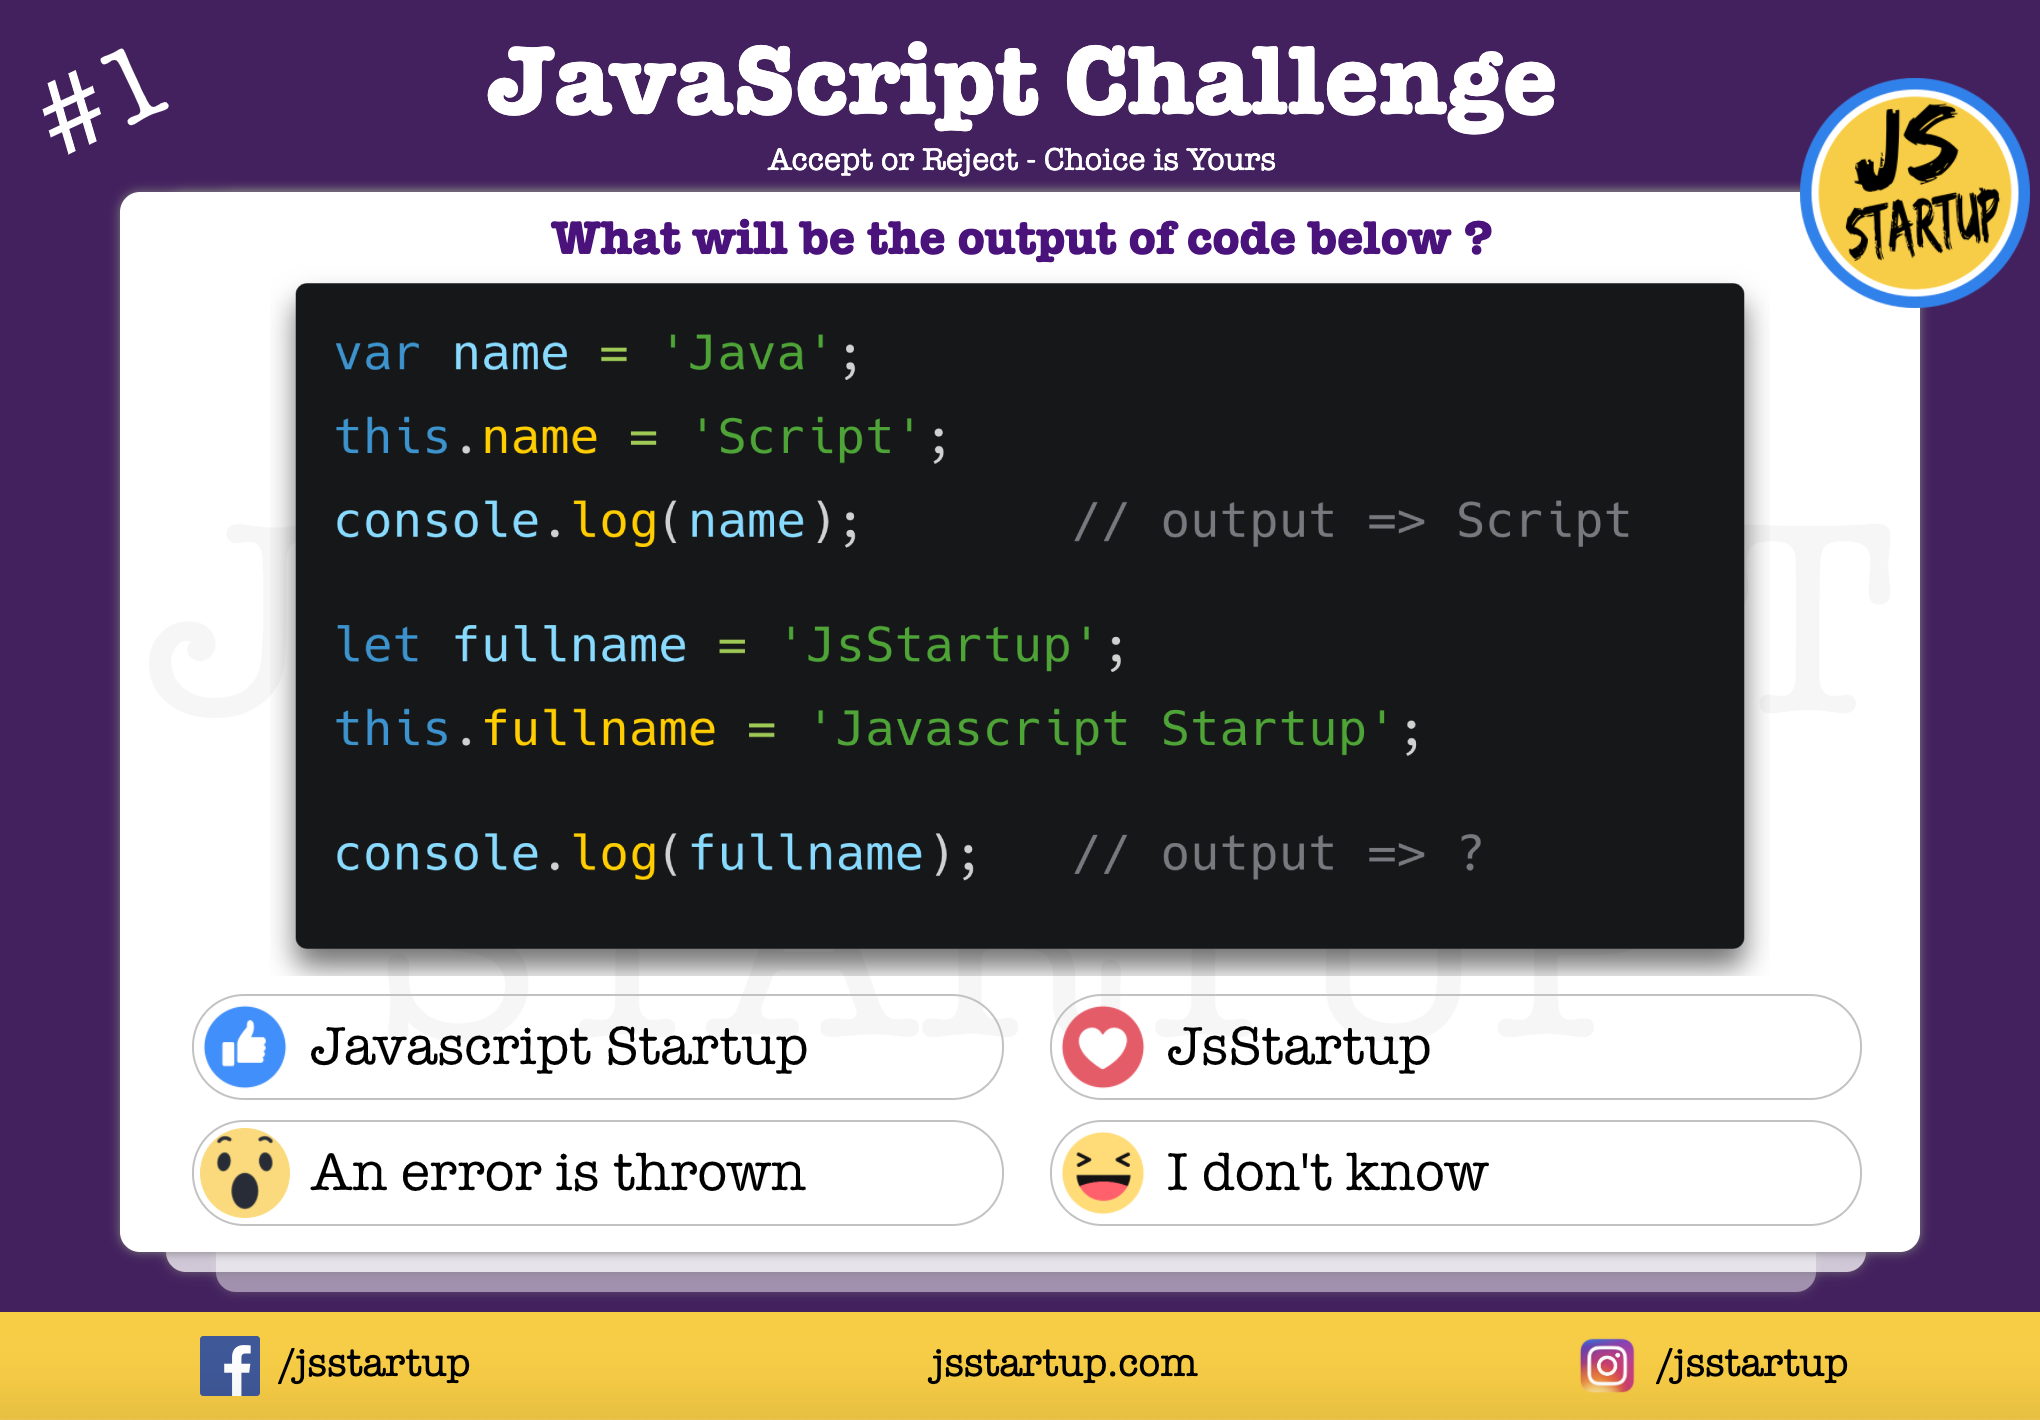 #1
JavaScript Challenge
Accept or Reject - Choice is Yours
JS
STARTUP
What will be the output of code below ?
var name = 'Java';
this.name = 'Script';
console.log(name);       // output => Script
let fullname = 'JsStartup';
this.fullname = 'Javascript Startup';
console.log(fullname);   // output => ?
Javascript Startup
JsStartup
An error is thrown
I don't know
/jsstartup
jsstartup.com
/jsstartup